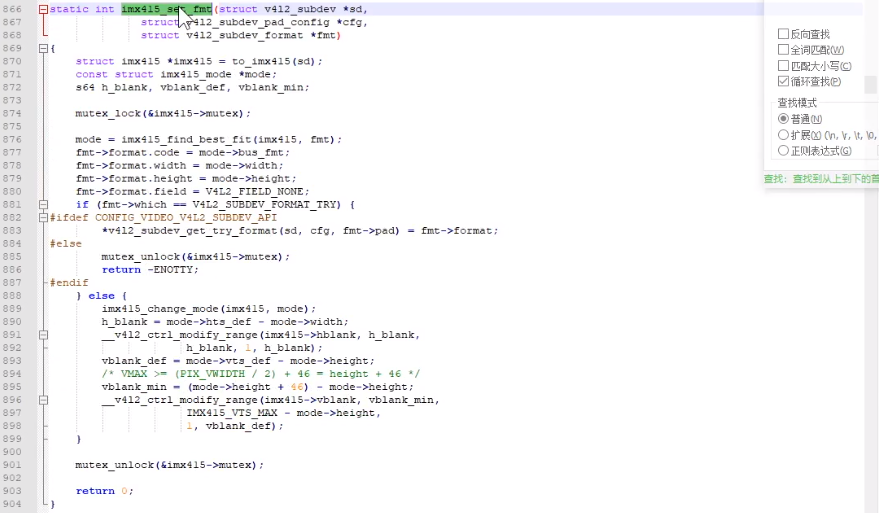 866 static int imx415_set_fmt(struct v4l2_subdev *sd,
867 struct v4l2_subdev_pad_config *cfg,
868 struct v4l2_subdev_format *fmt)
869 {
870 struct imx415 *imx415 = to_imx415(sd);
871 const struct imx415_mode *mode;
872 s64 h_blank, vblank_def, vblank_min;
873
874 mutex_lock(&imx415->mutex);
875
876 mode = imx415_find_best_fit(imx415, fmt);
877 fmt->format.code = mode->bus_fmt;
878 fmt->format.width = mode->width;
879 fmt->format.height = mode->height;
880 fmt->format.field = V4L2_FIELD_NONE;
881 if (fmt->which == V4L2_SUBDEV_FORMAT_TRY) {
882 #ifdef CONFIG_VIDEO_V4L2_SUBDEV_API
883 *v4l2_subdev_get_try_format(sd, cfg, fmt->pad) = fmt->format;
884 #else
885 mutex_unlock(&imx415->mutex);
886 return -ENOTTY;
887 #endif
888 } else {
889 imx415_change_mode(imx415, mode);
890 h_blank = mode->hts_def - mode->width;
891 __v4l2_ctrl_modify_range(imx415->hblank, h_blank,
892 h_blank, 1, h_blank);
893 vblank_def = mode->vts_def - mode->height;
894 /* VMAX >= (PIX_VWIDTH / 2) + 46 = height + 46 */
895 vblank_min = (mode->height + 46) - mode->height;
896 __v4l2_ctrl_modify_range(imx415->vblank, vblank_min,
897 IMX415_VTS_MAX - mode->height,
898 1, vblank_def);
899 }
900
901 mutex_unlock(&imx415->mutex);
902
903 return 0;
904 }
反向查找
全词匹配(W)
匹配大小写(C)
循环查找(P)
查找模式
普通(N)
扩展(X) (\n, \r, \t, \0,
正则表达式(G)
查找: 查找到从上到下的首